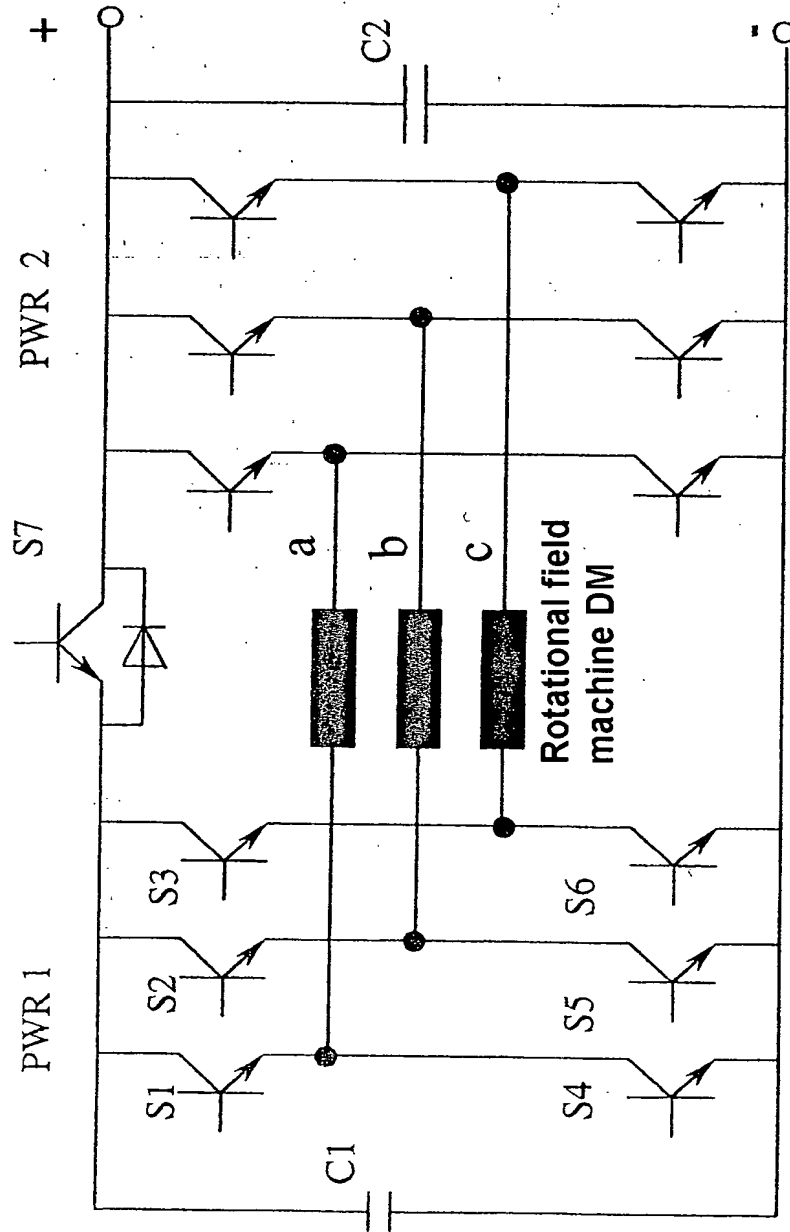 +
-
PWR 1
PWR 2
S7
S1
S2
S3
S4
S5
S6
C1
C2
a
b
c
Rotational field
machine DM